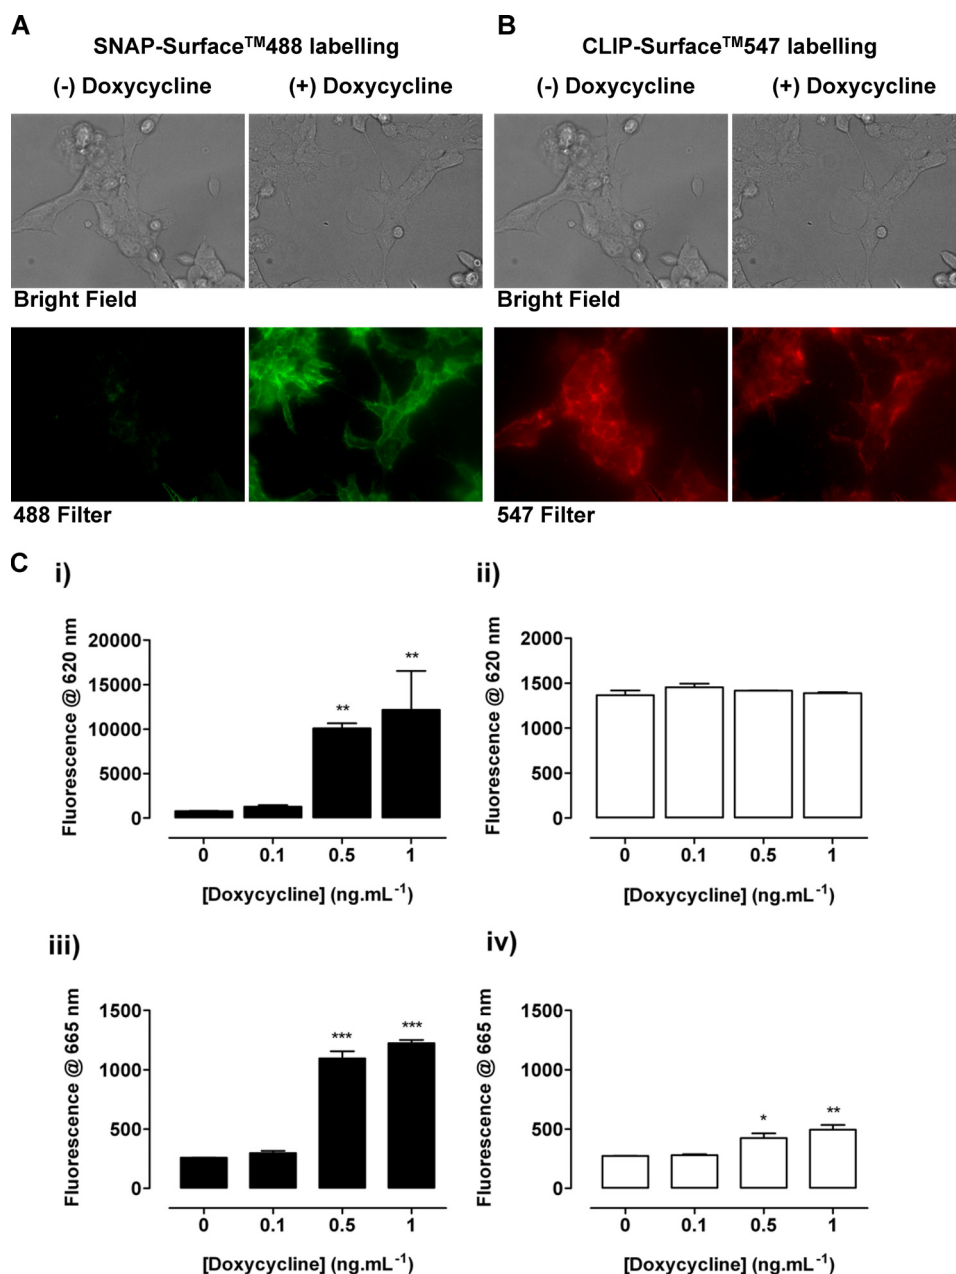 A
SNAP-Surface™488 labelling
(-) Doxycycline
(+) Doxycycline
Bright Field
488 Filter
B
CLIP-Surface™547 labelling
(-) Doxycycline
(+) Doxycycline
Bright Field
547 Filter
C
i)
Fluorescence @ 620 nm
20000
15000
10000
5000
0
**
**
0 0.1 0.5 1
[Doxycycline] (ng.mL⁻¹)
ii)
Fluorescence @ 620 nm
2000
1500
1000
500
0
0 0.1 0.5 1
[Doxycycline] (ng.mL⁻¹)
iii)
Fluorescence @ 665 nm
1500
1000
500
0
*** ***
0 0.1 0.5 1
[Doxycycline] (ng.mL⁻¹)
iv)
Fluorescence @ 665 nm
1500
1000
500
0
* **
0 0.1 0.5 1
[Doxycycline] (ng.mL⁻¹)